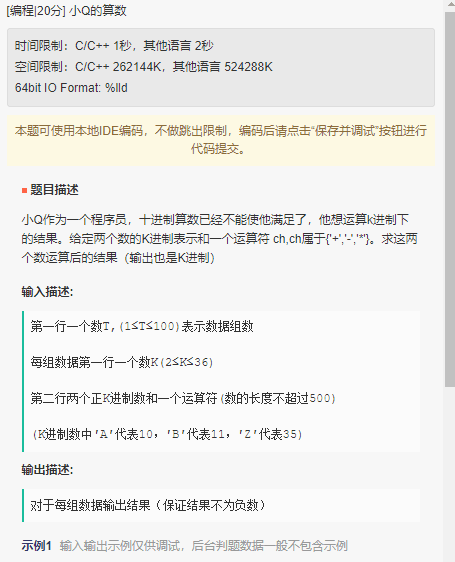 [编程|20分] 小Q的算数
时间限制：C/C++ 1秒，其他语言 2秒
空间限制：C/C++ 262144K，其他语言 524288K
64bit IO Format: %lld
本题可使用本地IDE编码，不做跳出限制，编码后请点击“保存并调试”按钮进行
代码提交。
题目描述
小Q作为一个程序员，十进制算数已经不能使他满足了，他想运算k进制下
的结果。给定两个数的K进制表示和一个运算符 ch,ch属于{'+','-','*'}。求这两
个数运算后的结果（输出也是K进制）
输入描述:
第一行一个数T,(1≤T≤100)表示数据组数
每组数据第一行一个数K(2≤K≤36)
第二行两个正K进制数和一个运算符(数的长度不超过500)
(K进制数中'A'代表10，'B'代表11，'Z'代表35)
输出描述:
对于每组数据输出结果（保证结果不为负数）
示例1 输入输出示例仅供调试，后台判题数据一般不包含示例